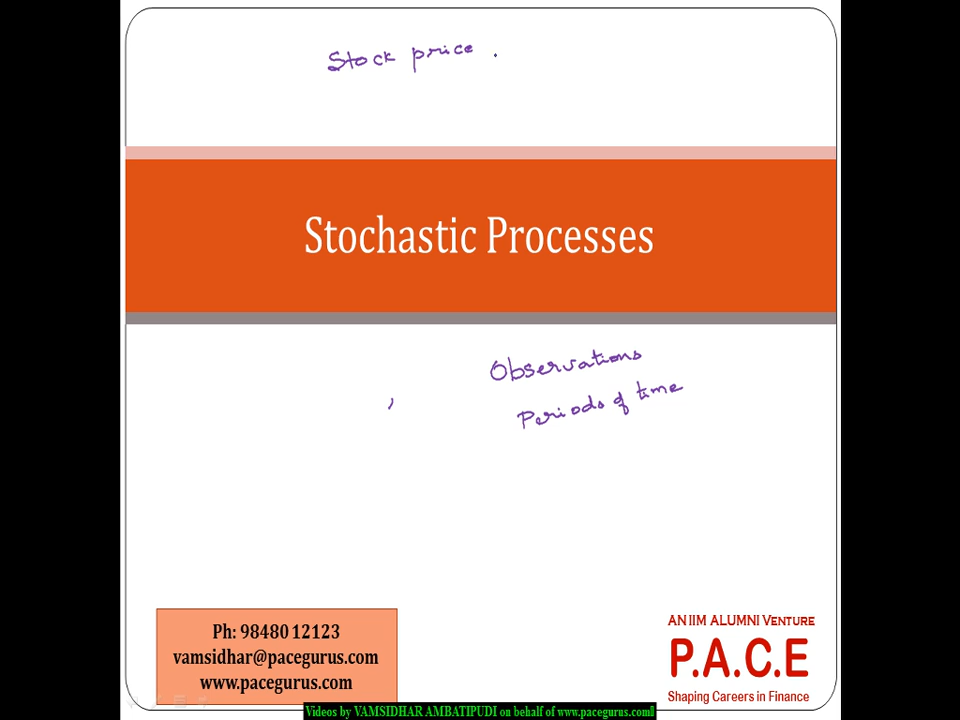 Stock price
Stochastic Processes
Observations
Periods of time
Ph: 98480 12123
vamsidhar@pacegurus.com
www.pacegurus.com
AN IIM ALUMNI VENTURE
P.A.C.E
Shaping Careers in Finance
Videos by VAMSIDHAR AMBATIPUDI on behalf of www.pacegurus.com